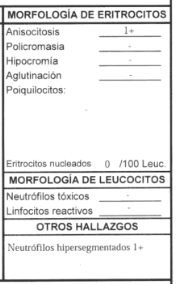 MORFOLOGÍA DE ERITROCITOS
Anisocitosis 1+
Policromasia -
Hipocromía -
Aglutinación -
Poiquilocitos:
-
Eritrocitos nucleados 0 /100 Leuc.
MORFOLOGÍA DE LEUCOCITOS
Neutrófilos tóxicos -
Linfocitos reactivos -
OTROS HALLAZGOS
Neutrófilos hipersegmentados 1+